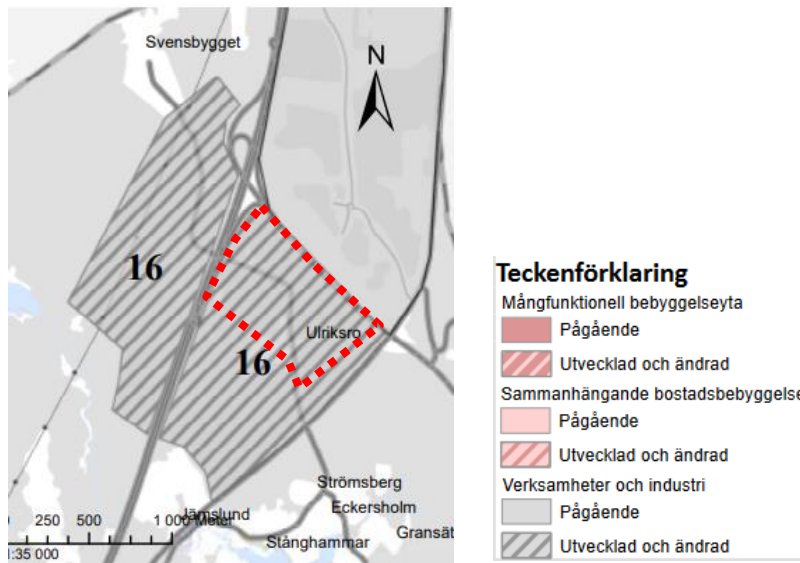 Svensbygget
N
16
Ulriksro
16
Strömsberg
Jämslund
Eckersholm
Stånghammar
Gransät
250 500 1 000 Meter
1:35 000
Teckenförklaring
Mångfunktionell bebyggelseyta
Pågående
Utvecklad och ändrad
Sammanhängande bostadsbebyggelse
Pågående
Utvecklad och ändrad
Verksamheter och industri
Pågående
Utvecklad och ändrad